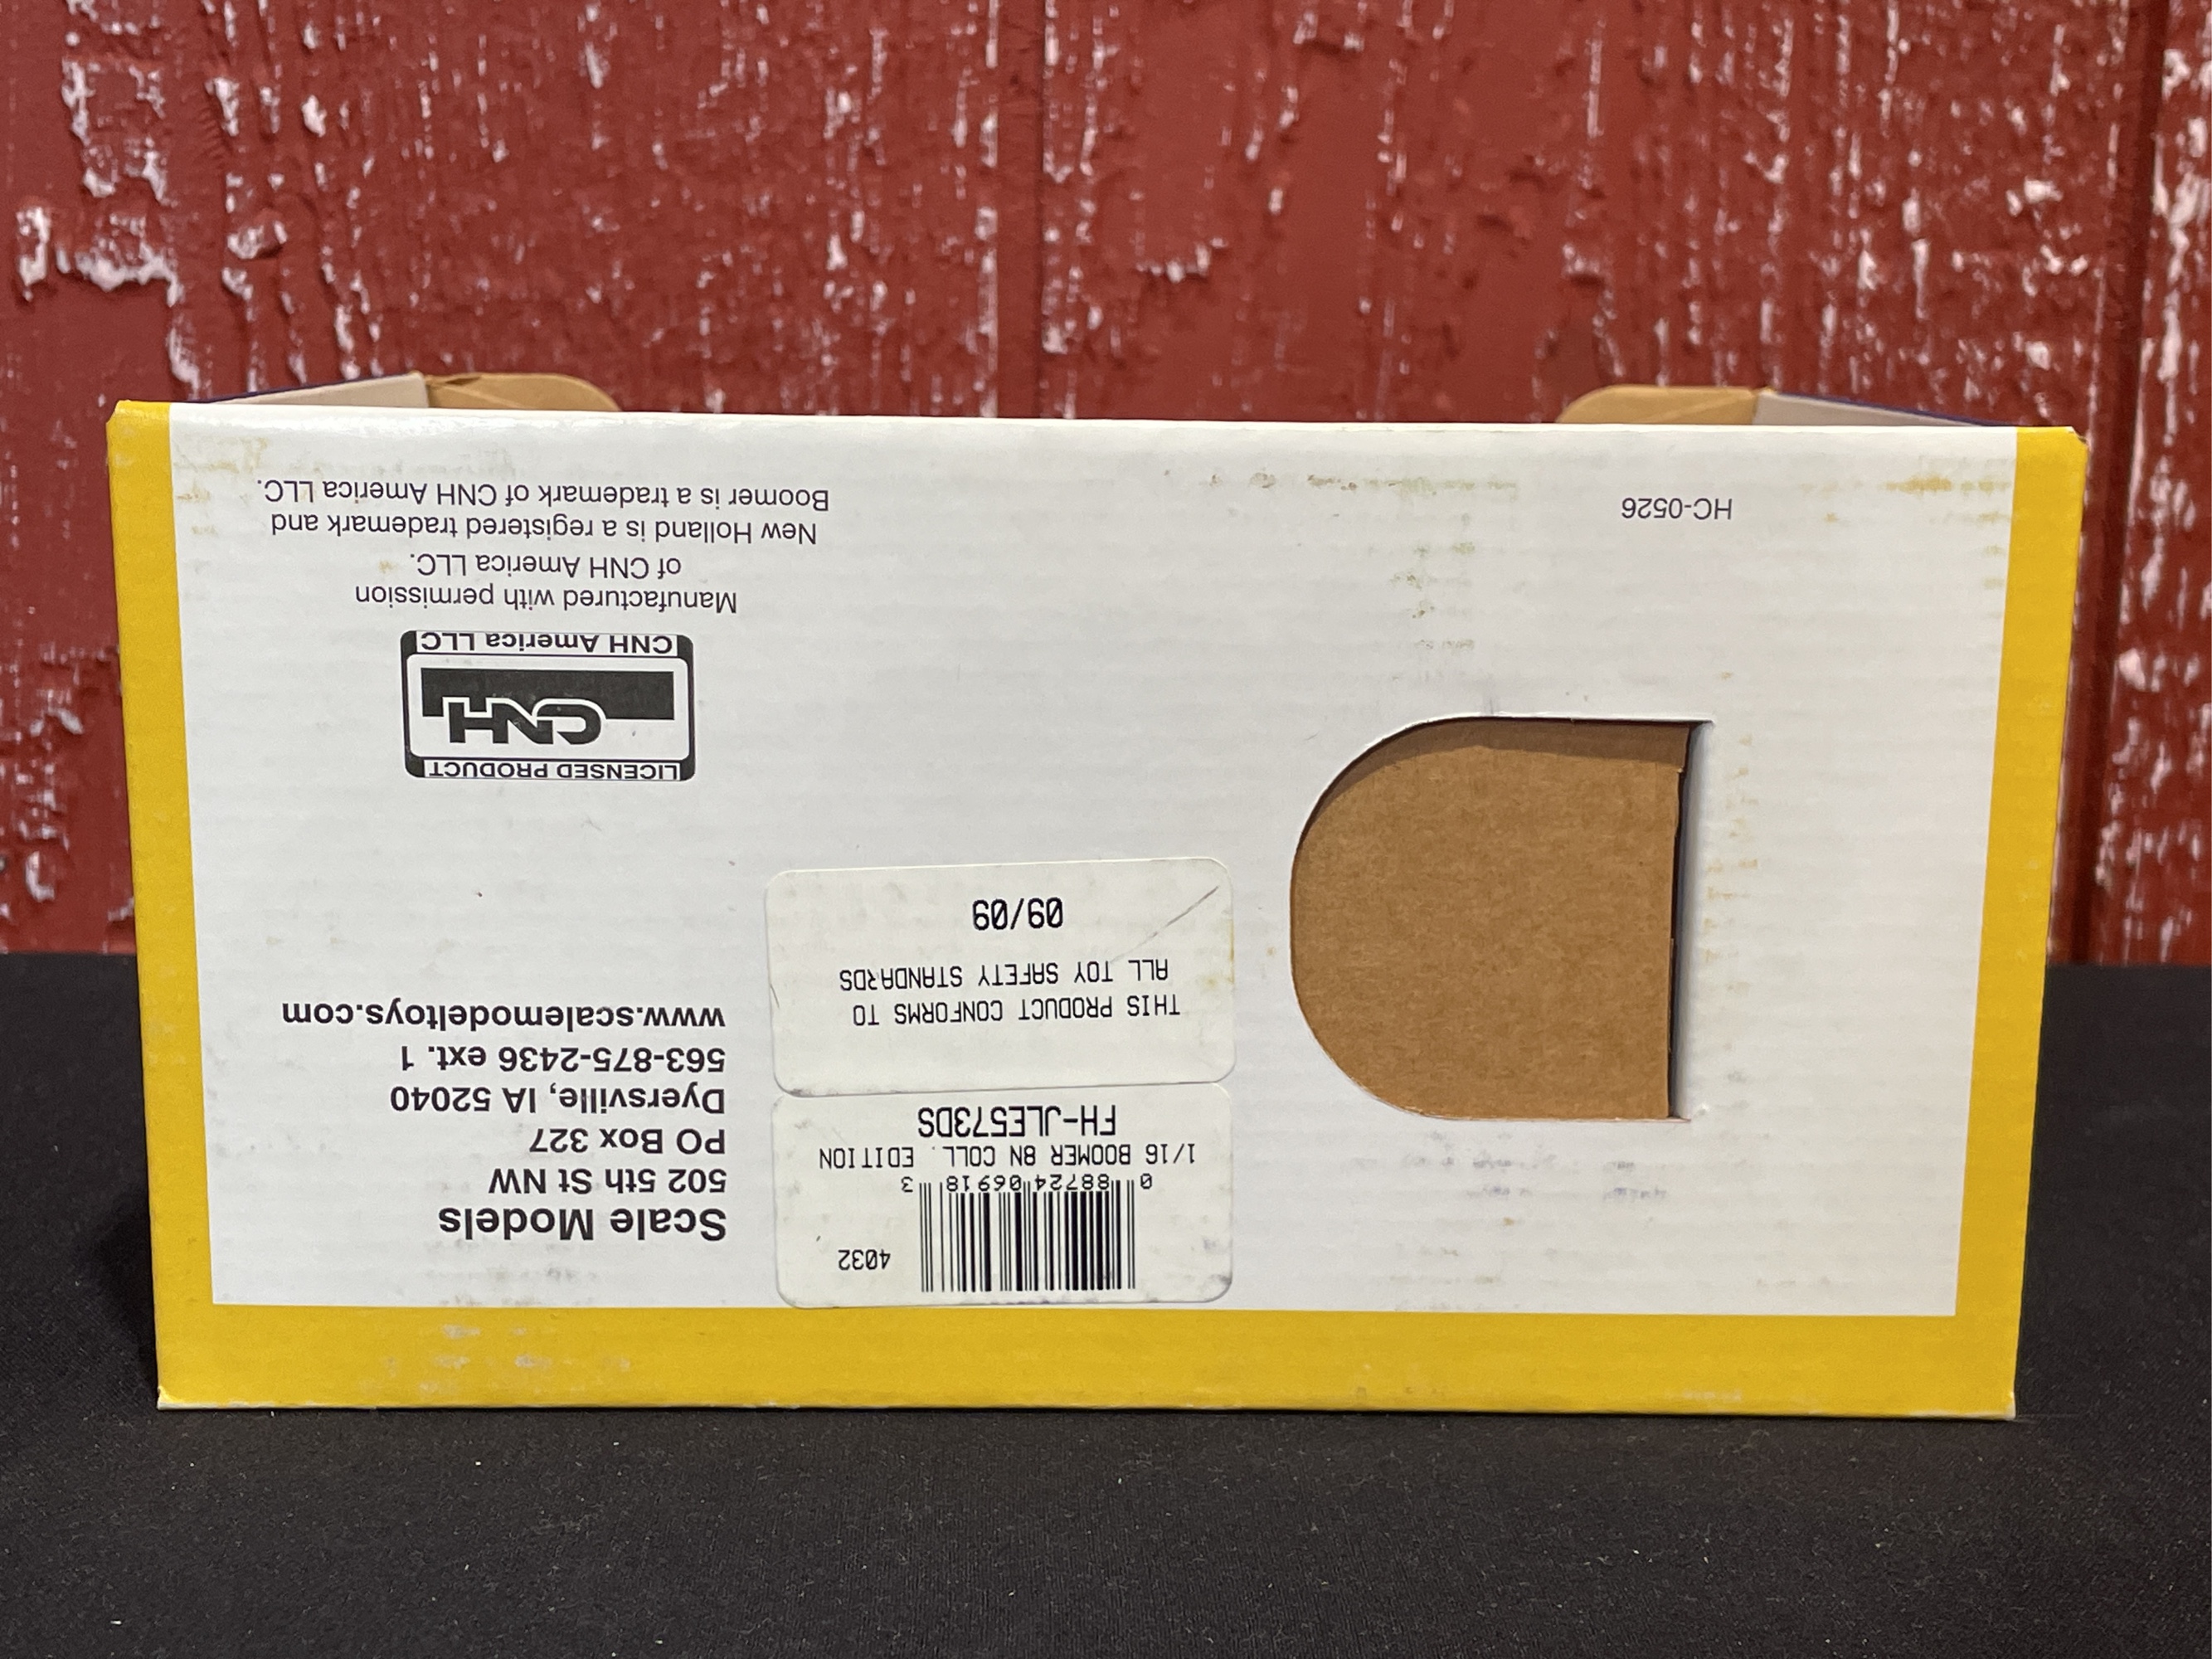 Scale Models
502 5th St NW
PO Box 327
Dyersville, IA 52040
563-875-2436 ext. 1
www.scalemodeltoys.com
4032
0 88724 06918 3
1/16 BOOMER 8N COLL. EDITION
FH-JLE573DS
THIS PRODUCT CONFORMS TO
ALL TOY SAFETY STANDARDS
09/09
LICENSED PRODUCT
CNH
CNH America LLC
Manufactured with permission
of CNH America LLC.
New Holland is a registered trademark and
Boomer is a trademark of CNH America LLC.
HC-0526